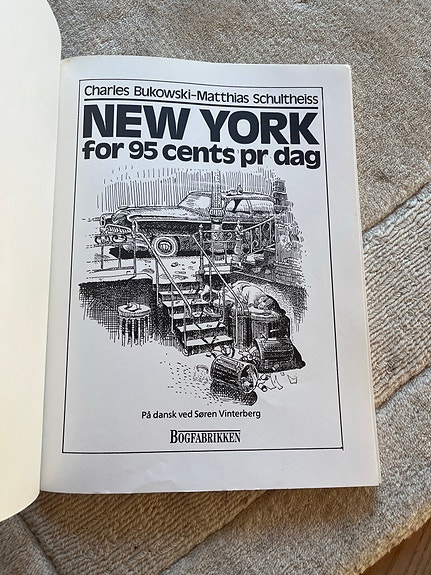 Charles Bukowski-Matthias Schultheiss
NEW YORK
for 95 cents pr dag
På dansk ved Søren Vinterberg
BOGFABRIKKEN